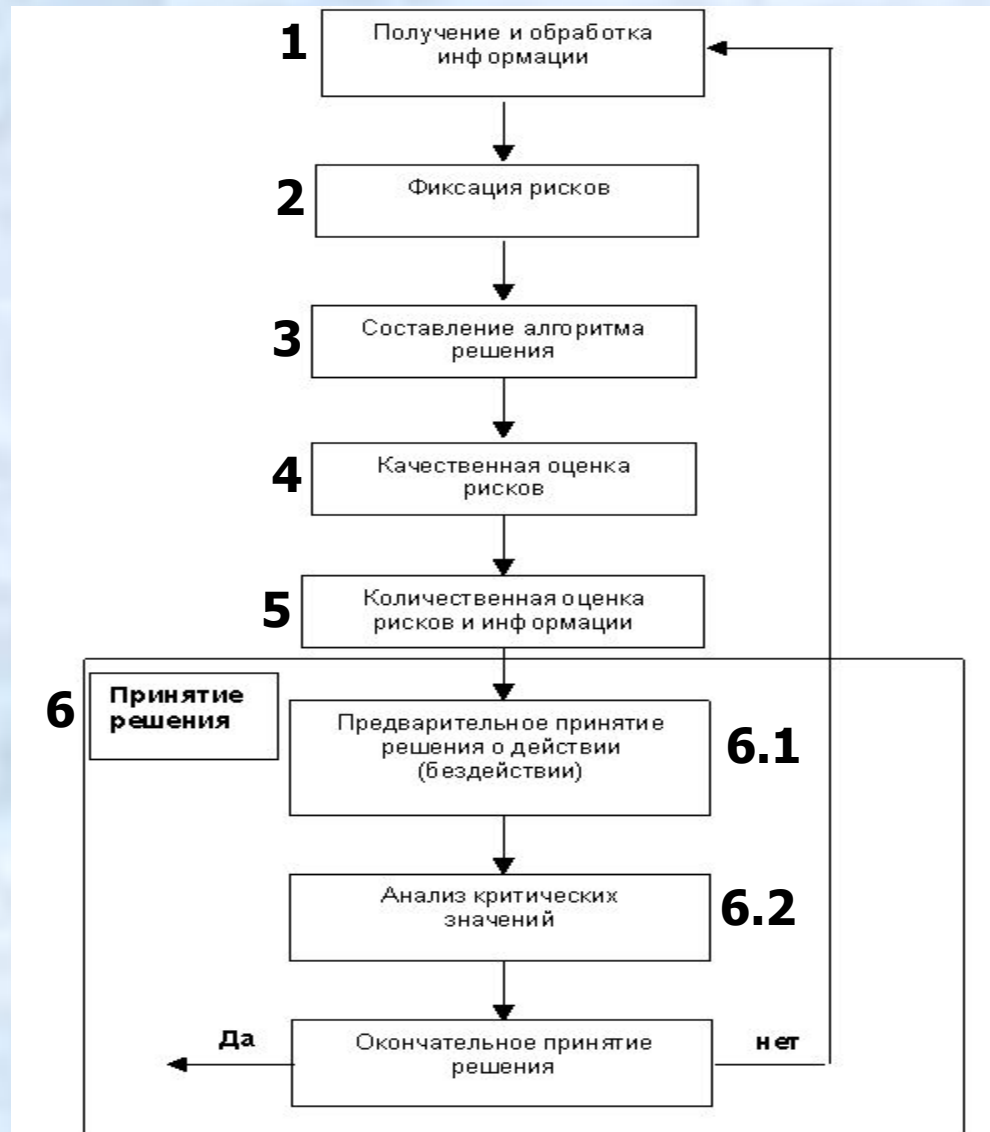 1
Получение и обработка
информации
2
Фиксация рисков
3
Составление алгоритма
решения
4
Качественная оценка
рисков
5
Количественная оценка
рисков и информации
6
Принятие
решения
Предварительное принятие
решения о действии
(бездействии)
6.1
Анализ критических
значений
6.2
Да
Окончательное принятие
решения
нет